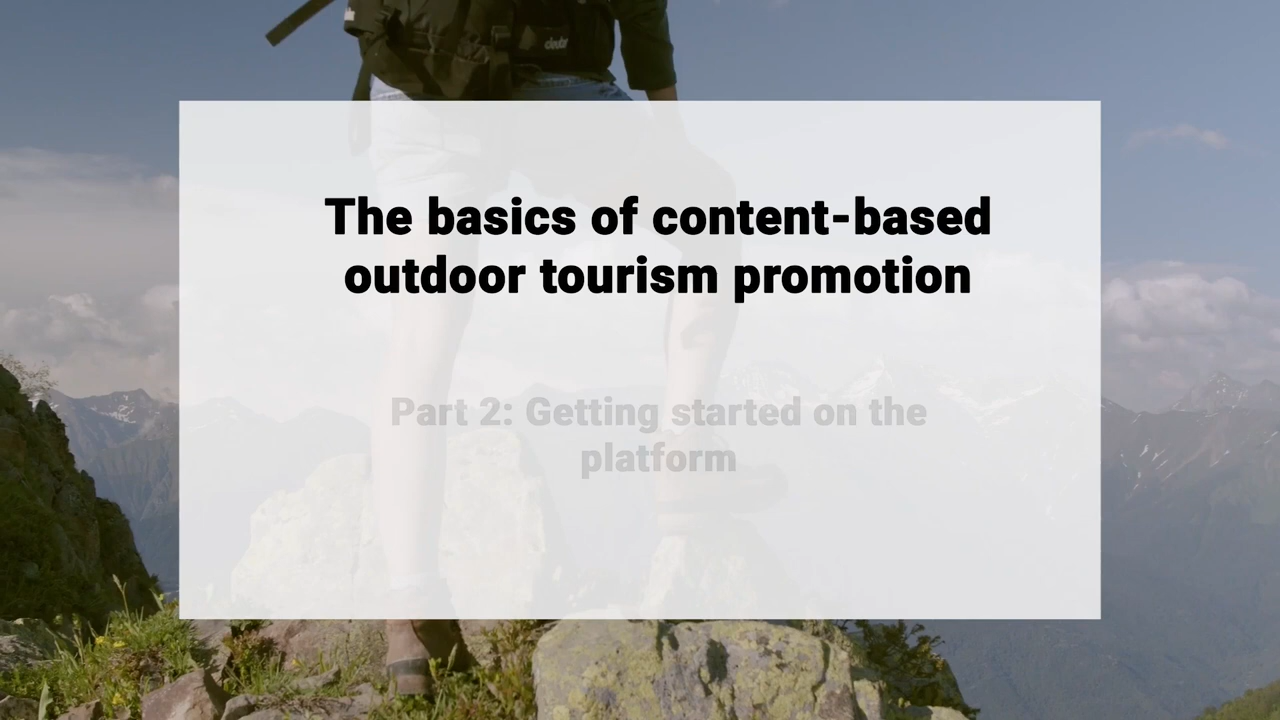 The basics of content-based
outdoor tourism promotion
Part 2: Getting started on the
platform